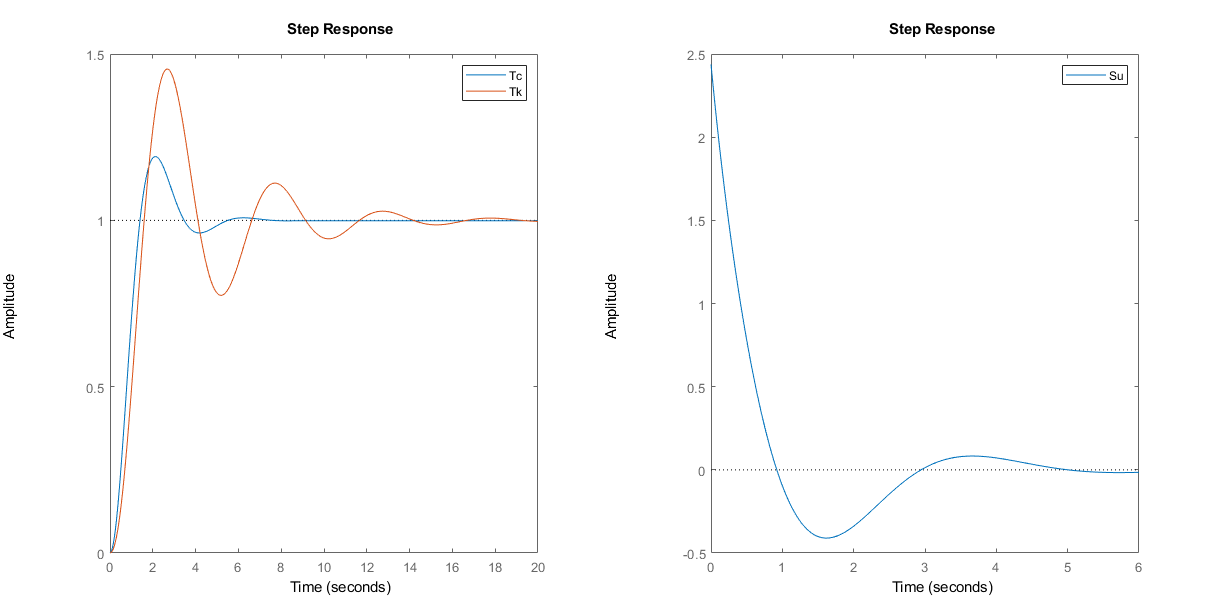 Step Response
Tc
Tk
1.5
1
0.5
0
Amplitude
0 2 4 6 8 10 12 14 16 18 20
Time (seconds)
Step Response
Su
2.5
2
1.5
1
0.5
0
-0.5
Amplitude
0 1 2 3 4 5 6
Time (seconds)